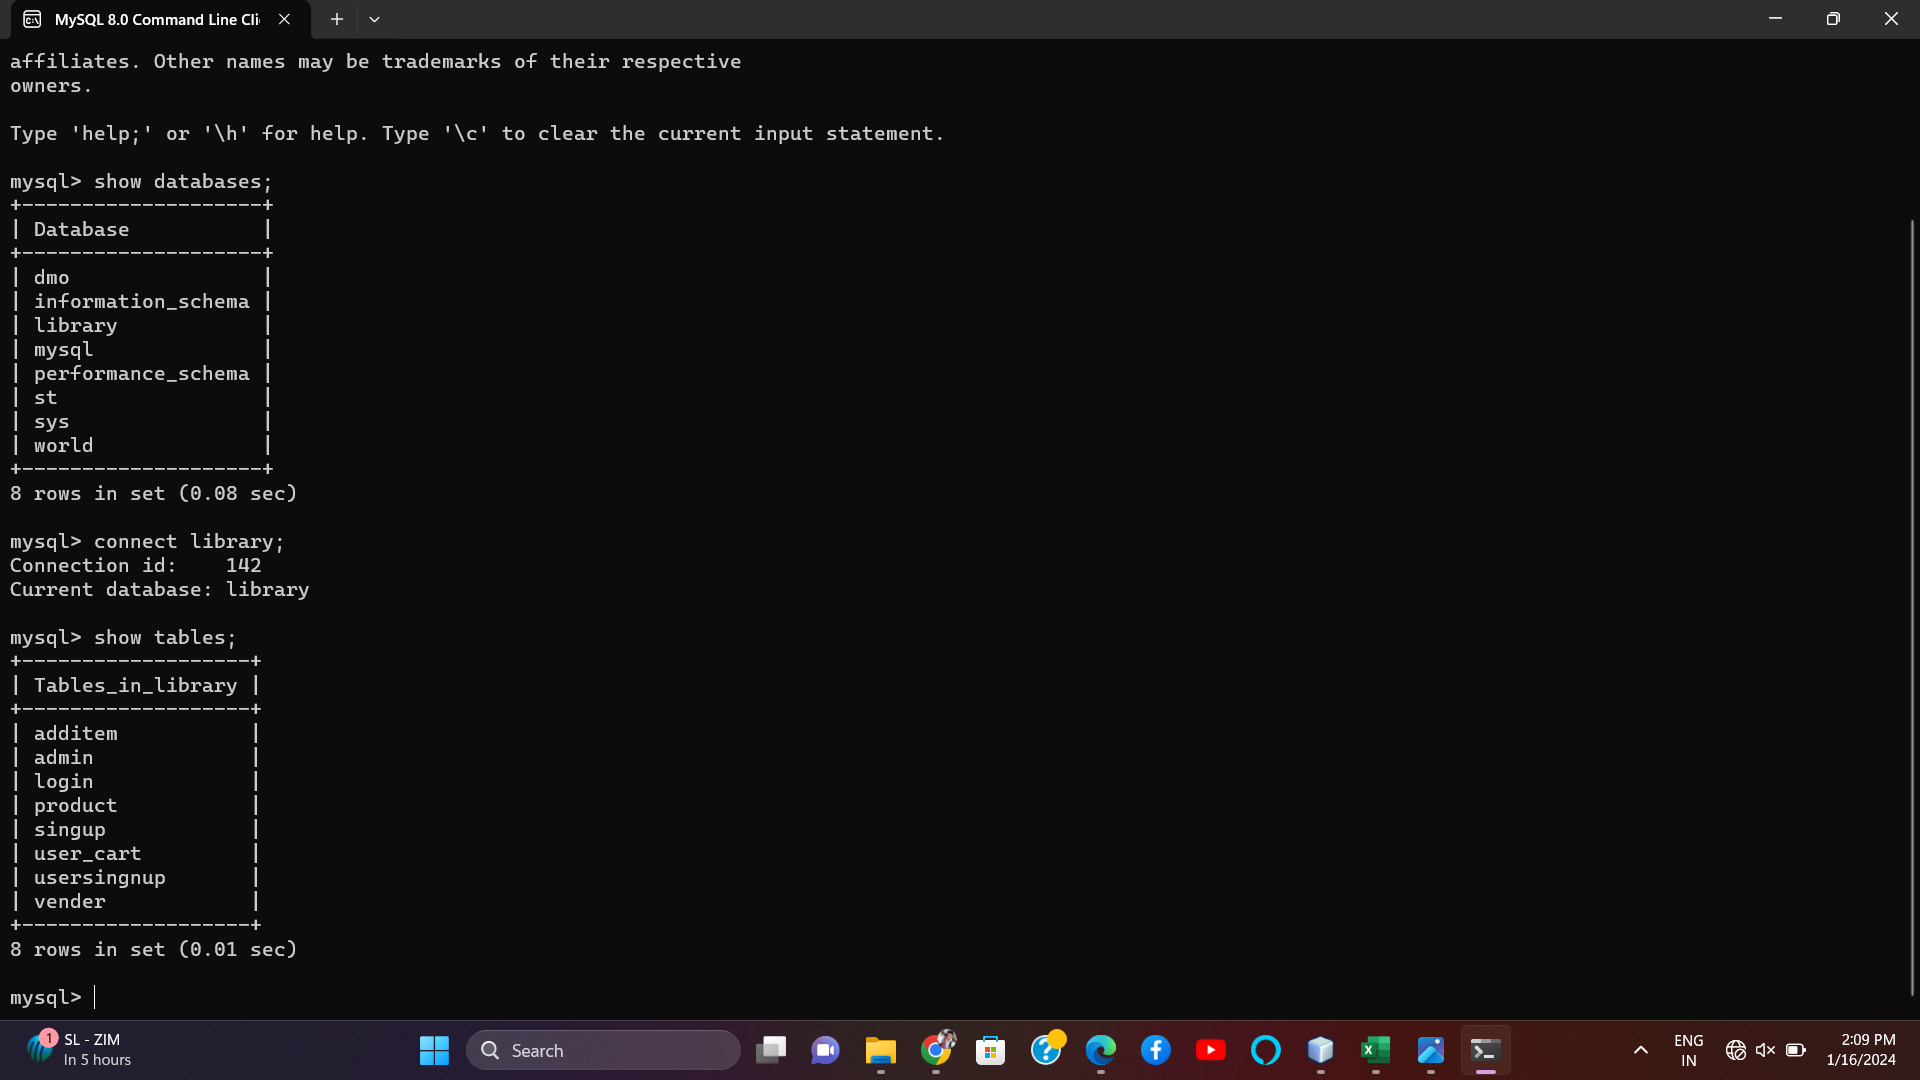 MySQL 8.0 Command Line Cli
affiliates. Other names may be trademarks of their respective
owners.
Type 'help;' or '\h' for help. Type '\c' to clear the current input statement.
mysql> show databases;
+--------------------+
| Database           |
+--------------------+
| dmo                |
| information_schema |
| library            |
| mysql              |
| performance_schema |
| st                 |
| sys                |
| world              |
+--------------------+
8 rows in set (0.08 sec)
mysql> connect library;
Connection id:    142
Current database: library
mysql> show tables;
+-------------------+
| Tables_in_library |
+-------------------+
| additem           |
| admin             |
| login             |
| product           |
| singup            |
| user_cart         |
| usersingnup       |
| vender            |
+-------------------+
8 rows in set (0.01 sec)
mysql>
1
SL - ZIM
In 5 hours
Search
ENG
IN
2:09 PM
1/16/2024